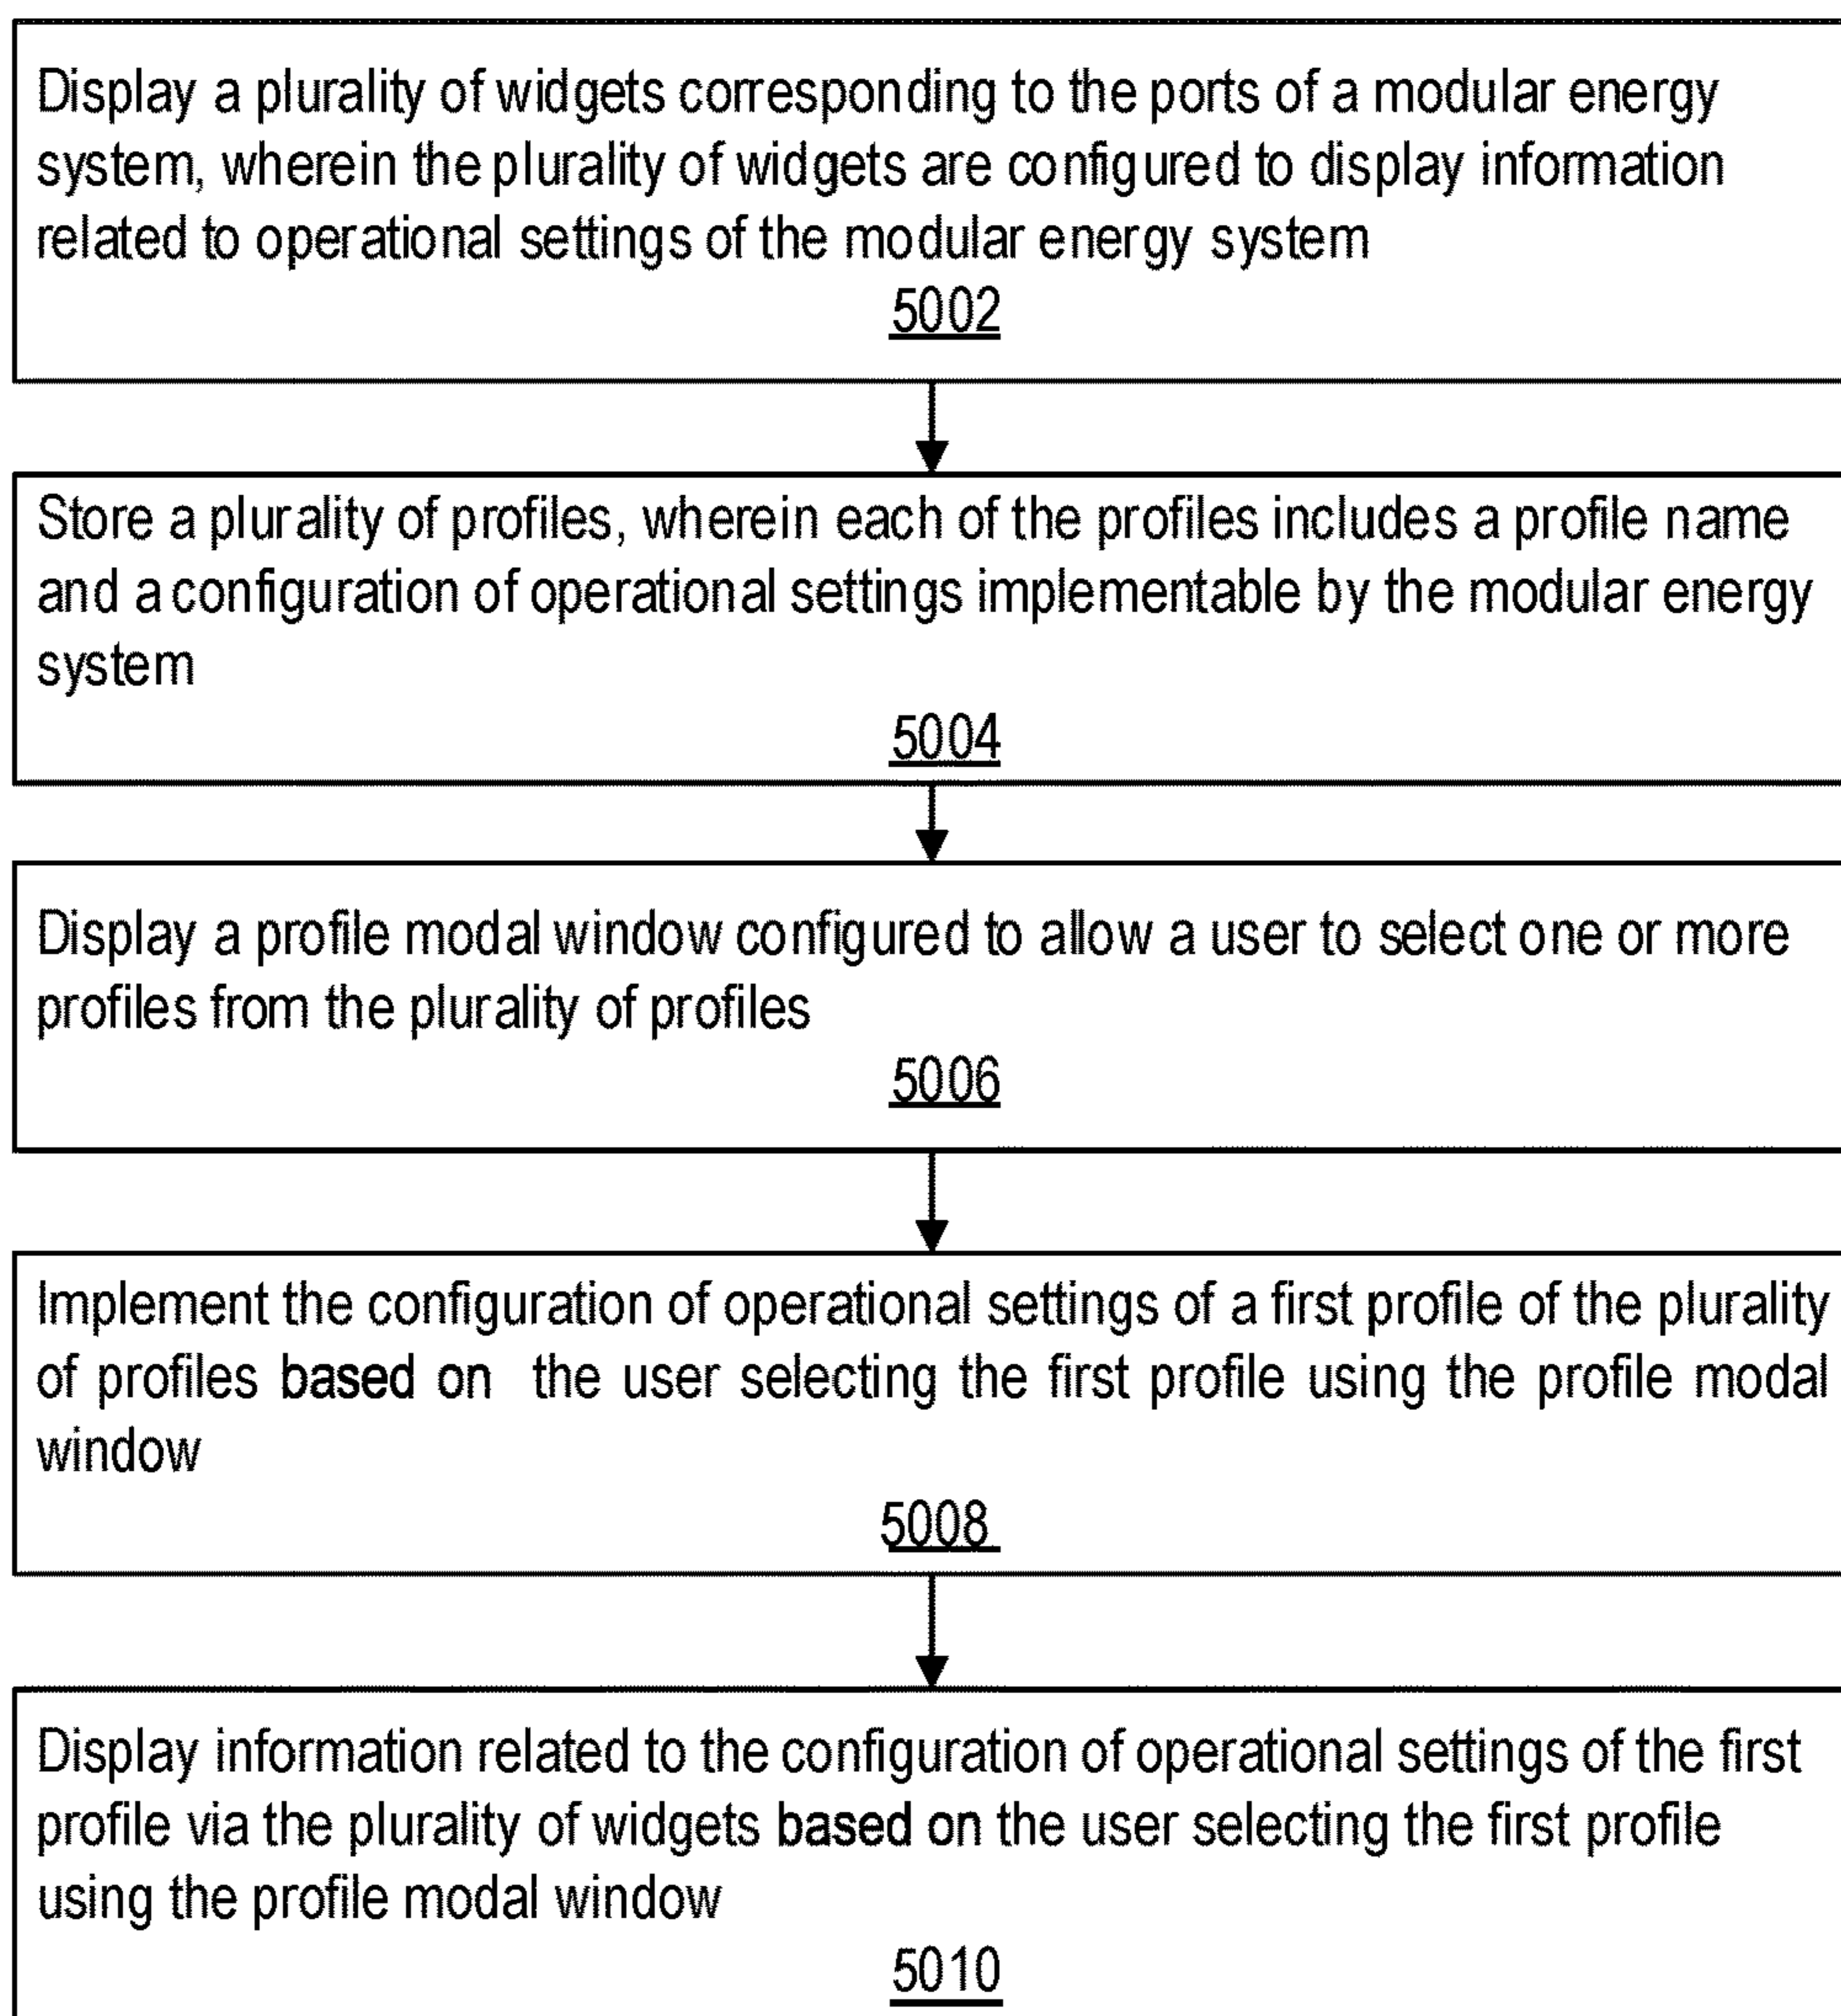 Display a plurality of widgets corresponding to the ports of a modular energy
system, wherein the plurality of widgets are configured to display information
related to operational settings of the modular energy system
5002
Store a plurality of profiles, wherein each of the profiles includes a profile name
and a configuration of operational settings implementable by the modular energy
system
5004
Display a profile modal window configured to allow a user to select one or more
profiles from the plurality of profiles
5006
Implement the configuration of operational settings of a first profile of the plurality
of profiles based on the user selecting the first profile using the profile modal
window
5008
Display information related to the configuration of operational settings of the first
profile via the plurality of widgets based on the user selecting the first profile
using the profile modal window
5010